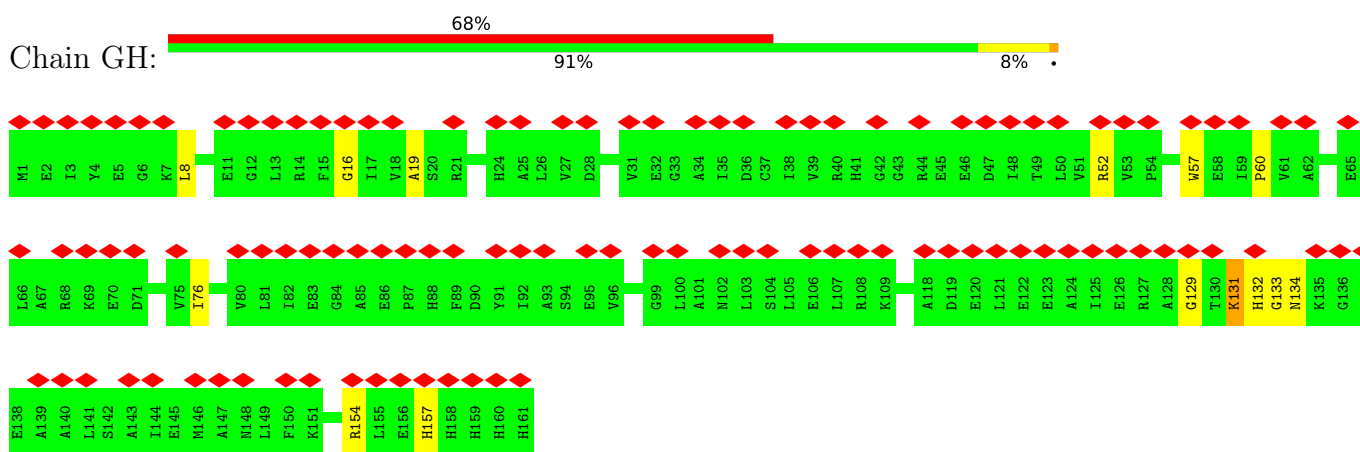 68%
Chain GH:
91% 8% •
M1 E2 I3 Y4 E5 G6 K7 L8 E11 G12 L13 R14 F15 G16 I17 V18 A19 S20 R21 H24 A25 L26 V27 D28 V31 E32 G33 A34 I35 D36 C37 I38 V39 R40 H41 G42 G43 R44 E45 E46 D47 I48 T49 L50 V51 R52 V53 P54 W57 E58 I59 P60 V61 A62 E65
L66 A67 R68 K69 E70 D71 V75 I76 V80 L81 I82 E83 G84 A85 E86 P87 H88 F89 D90 Y91 I92 A93 S94 E95 V96 G99 L100 A101 N102 L103 S104 L105 E106 L107 R108 K109 A118 D119 E120 L121 E122 E123 A124 I125 E126 R127 A128 G129 T130 K131 H132 G133 N134 K135 G136
E138 A139 A140 L141 S142 A143 I144 E145 M146 A147 N148 L149 F150 K151 R154 L155 E156 H157 H158 H159 H160 H161